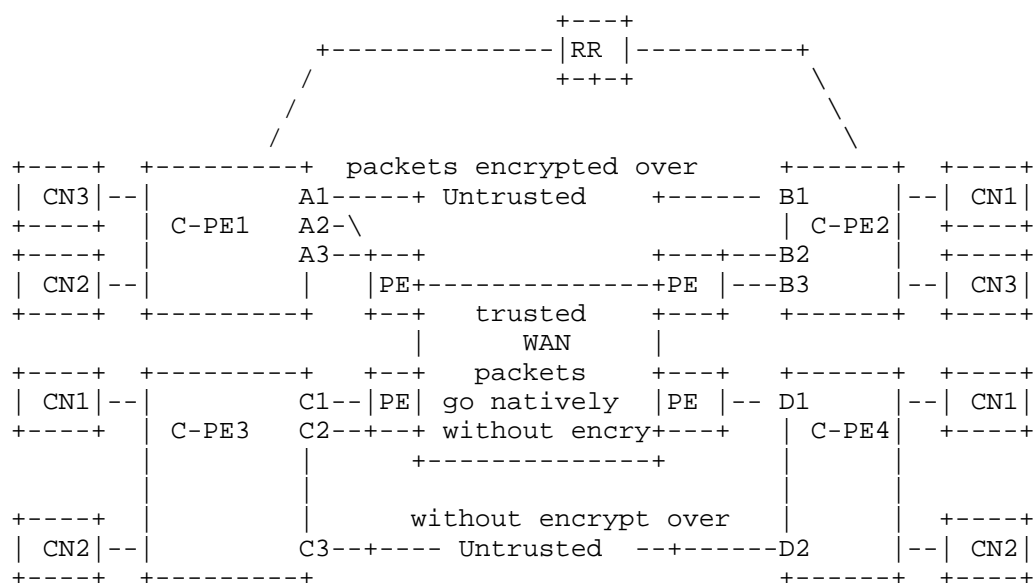 +---+
+--------------|RR |----------+
/ +-+-+ \
/ \
/ \
+----+ +---------+ packets encrypted over +------+ +----+
| CN3|--| A1-----+ Untrusted +------ B1 |--| CN1|
+----+ | C-PE1 A2-\ | C-PE2| +----+
+----+ | A3--+--+ +---+---B2 | +----+
| CN2|--| | |PE+--------------+PE |---B3 |--| CN3|
+----+ +---------+ +--+ trusted +---+ +------+ +----+
| WAN |
+----+ +---------+ +--+ packets +---+ +------+ +----+
| CN1|--| C1--|PE| go natively |PE |-- D1 |--| CN1|
+----+ | C-PE3 C2--+--+ without encry+---+ | C-PE4| +----+
| | +--------------+ | |
| | | |
+----+ | | without encrypt over | | +----+
| CN2|--| C3--+---- Untrusted --+------D2 |--| CN2|
+----+ +---------+ +------+ +----+